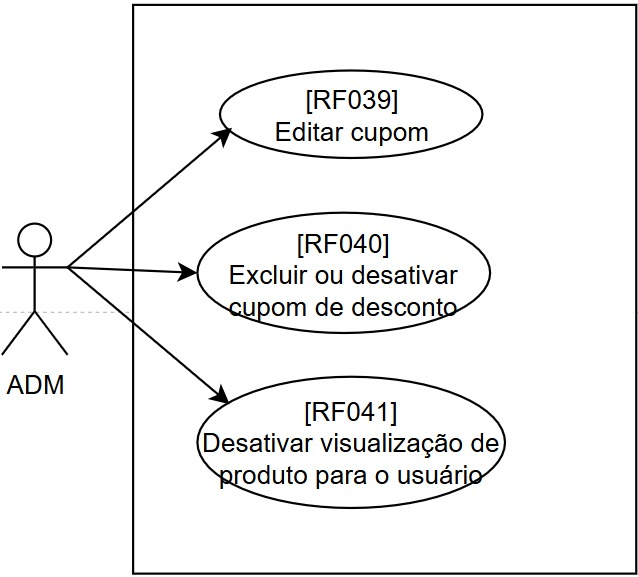 [RF039]
Editar cupom
[RF040]
Excluir ou desativar
cupom de desconto
ADM
[RF041]
Desativar visualização de
produto para o usuário